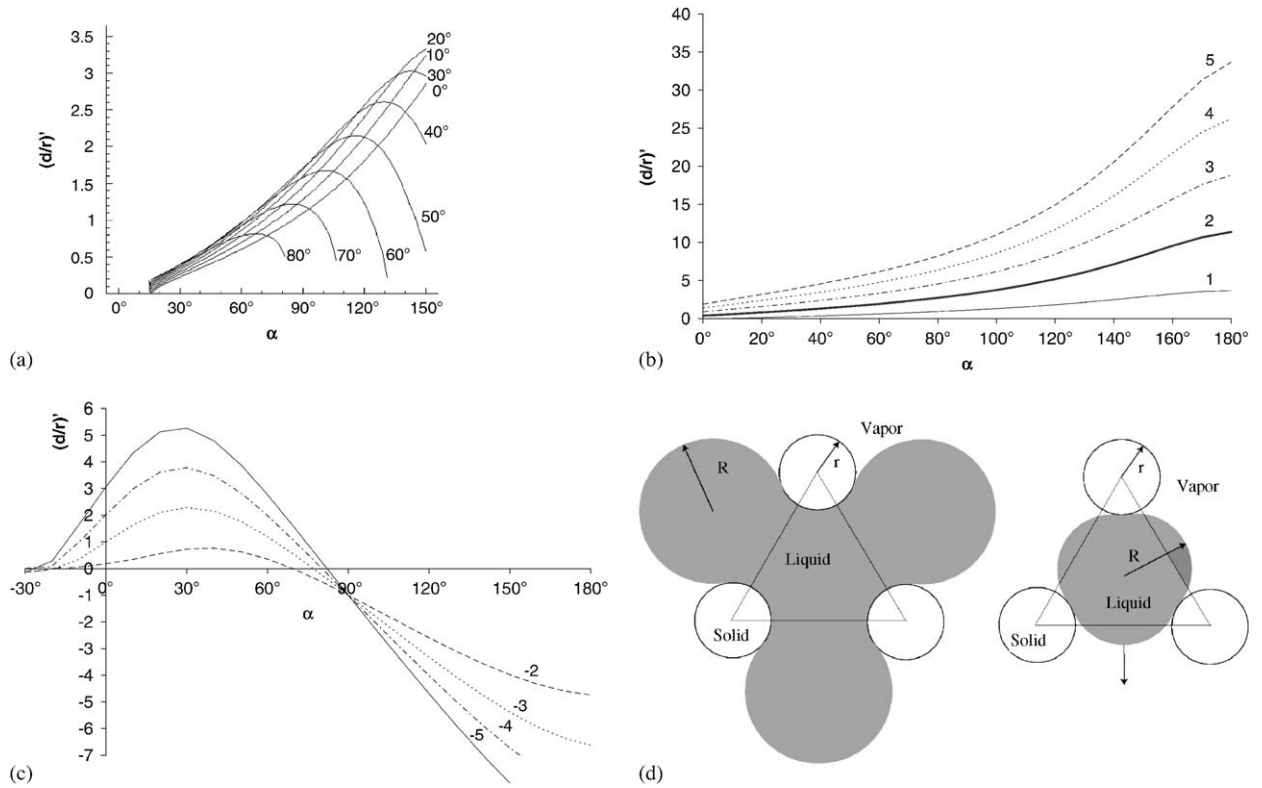 3.5
3
2.5
2
1.5
1
0.5
0
(d/r)'
20°
10°
30°
0°
40°
50°
60°
70°
80°
0° 30° 60° 90° 120° 150°
α
(a)
40
35
30
25
20
15
10
5
0
(d/r)'
5
4
3
2
1
0° 20° 40° 60° 80° 100° 120° 140° 160° 180°
α
(b)
6
5
4
3
2
1
0
-1
-2
-3
-4
-5
-6
-7
(d/r)'
-30° 0 30° 60° 90° 120° 150° 180°
α
-2
-3
-4
-5
(c)
Vapor
R
r
Liquid
Solid
r
Vapor
R
Liquid
Solid
(d)